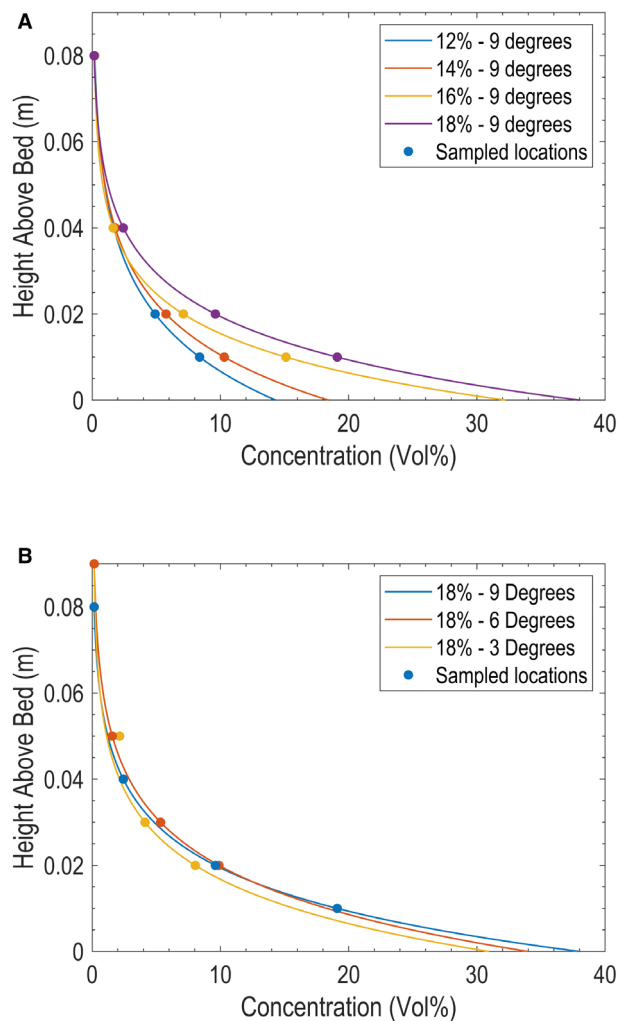 A
0.08
0.06
0.04
0.02
0
Height Above Bed (m)
12% - 9 degrees
14% - 9 degrees
16% - 9 degrees
18% - 9 degrees
Sampled locations
0 10 20 30 40
Concentration (Vol%)
B
0.08
0.06
0.04
0.02
0
Height Above Bed (m)
18% - 9 Degrees
18% - 6 Degrees
18% - 3 Degrees
Sampled locations
0 10 20 30 40
Concentration (Vol%)